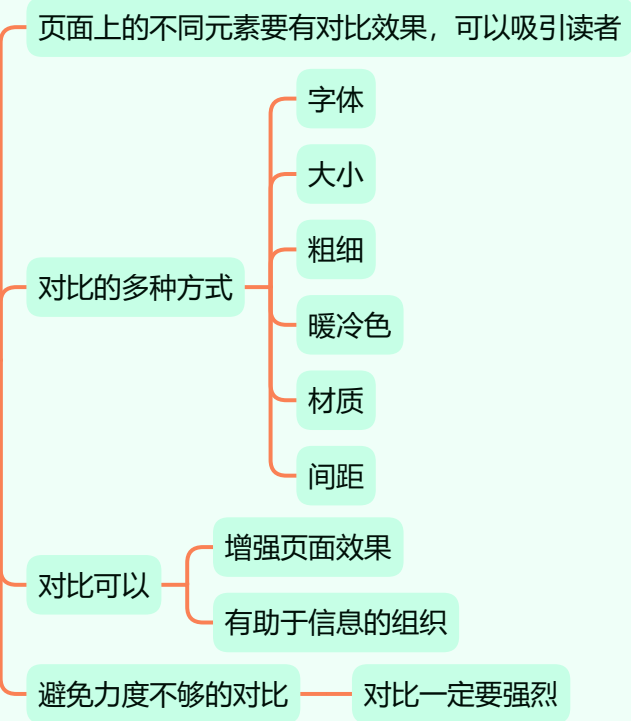 页面上的不同元素要有对比效果，可以吸引读者
对比的多种方式
字体
大小
粗细
暖冷色
材质
间距
对比可以
增强页面效果
有助于信息的组织
避免力度不够的对比
对比一定要强烈